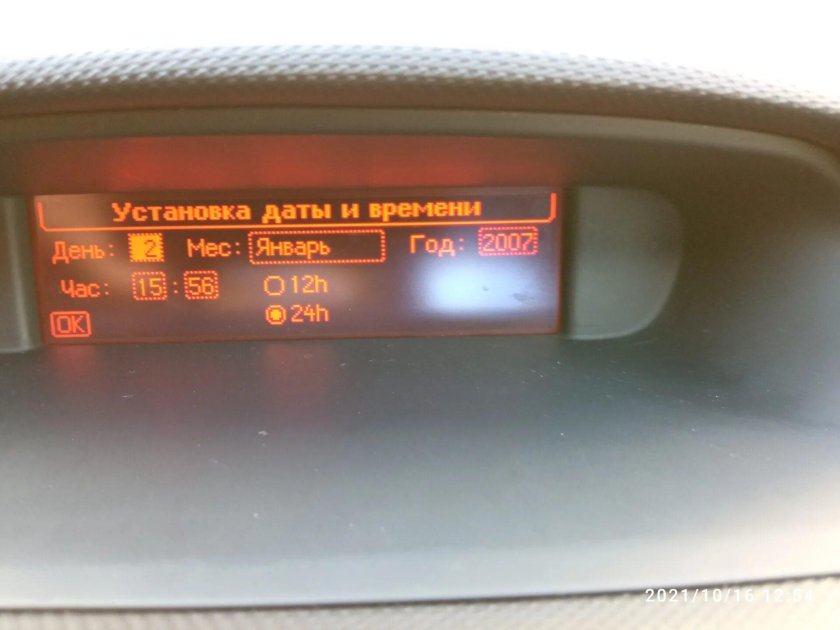 Установка даты и времени
День: 2 Мес: Январь Год: 2007
Час: 15 : 56 12h
24h
OK
2021/10/16 12:54